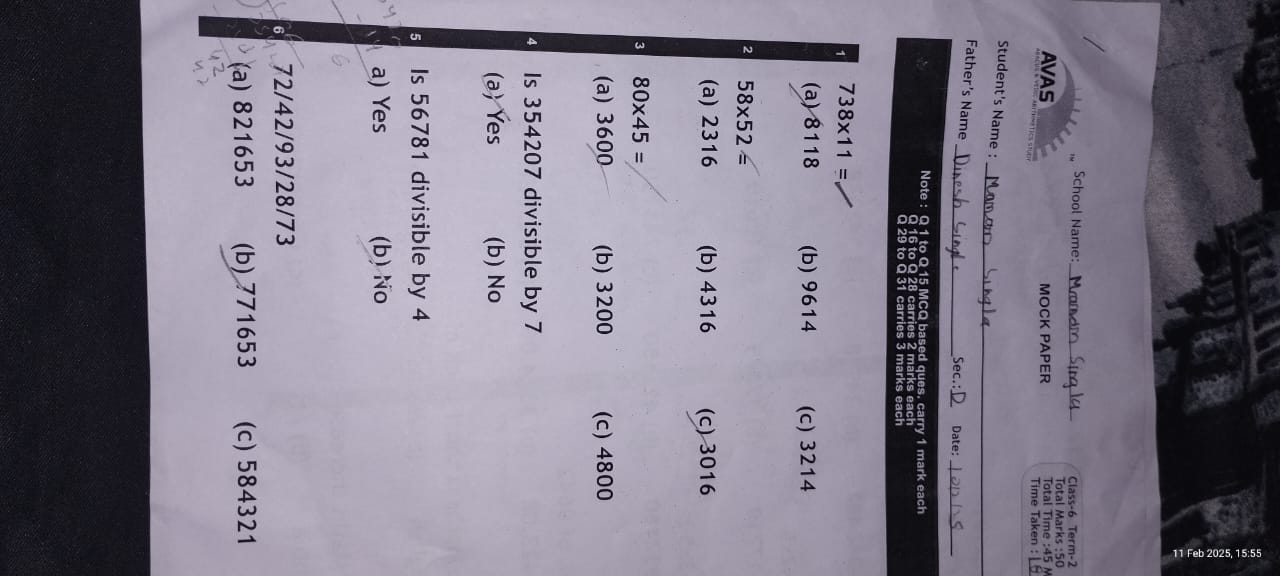 11 Feb 2025, 15:55
School Name: Manan Singla
Class-6 Term-2
Total Marks :50
Total Time :45 M
Time Taken :
TM
AVAS
ABACUS & VEDIC ARITHMETICS STUDY
MOCK PAPER
Student's Name : Manan Singla
Father's Name Dinesh Singla Sec.: D Date:
Note : Q 1 to Q 15 MCQ based ques. carry 1 mark each
Q 16 to Q 28 carries 2 marks each
Q 29 to Q 31 carries 3 marks each
1 738x11 =
(a) 8118 (b) 9614 (c) 3214
2 58x52 =
(a) 2316 (b) 4316 (c) 3016
3 80x45 =
(a) 3600 (b) 3200 (c) 4800
4 Is 354207 divisible by 7
(a) Yes (b) No
5 Is 56781 divisible by 4
a) Yes (b) No
6 72/42/93/28/73
(a) 821653 (b) 771653 (c) 584321
42
42